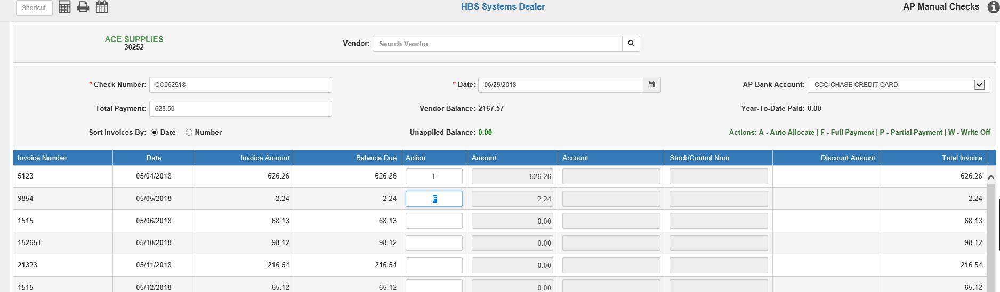 Shortcut HBS Systems Dealer AP Manual Checks
ACE SUPPLIES
30252
Vendor: Search Vendor
* Check Number: CC062518 * Date: 06/25/2018 AP Bank Account: CCC-CHASE CREDIT CARD
Total Payment: 628.50 Vendor Balance: 2167.57 Year-To-Date Paid: 0.00
Sort Invoices By: Date Number Unapplied Balance: 0.00 Actions: A - Auto Allocate | F - Full Payment | P - Partial Payment | W - Write Off
Invoice Number Date Invoice Amount Balance Due Action Amount Account Stock/Control Num Discount Amount Total Invoice
5123 05/04/2018 626.26 626.26 F 626.26 626.26
9854 05/05/2018 2.24 2.24 F 2.24 2.24
1515 05/06/2018 68.13 68.13 0.00 68.13
152651 05/10/2018 98.12 98.12 0.00 98.12
21323 05/11/2018 216.54 216.54 0.00 216.54
1515 05/12/2018 65.12 65.12 0.00 65.12